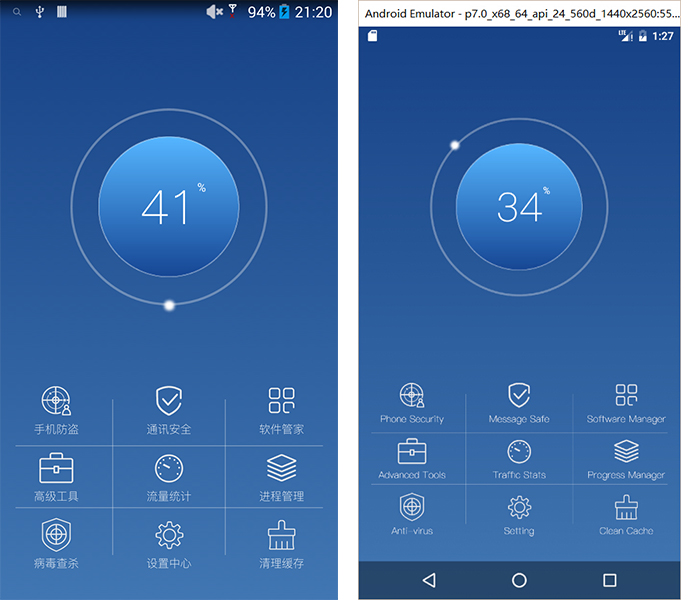 94% 21:20
41 %
手机防盗 通讯安全 软件管家
高级工具 流量统计 进程管理
病毒查杀 设置中心 清理缓存
Android Emulator - p7.0_x68_64_api_24_560d_1440x2560:55...
LTE 1:27
34 %
Phone Security Message Safe Software Manager
Advanced Tools Traffic Stats Progress Manager
Anti-virus Setting Clean Cache